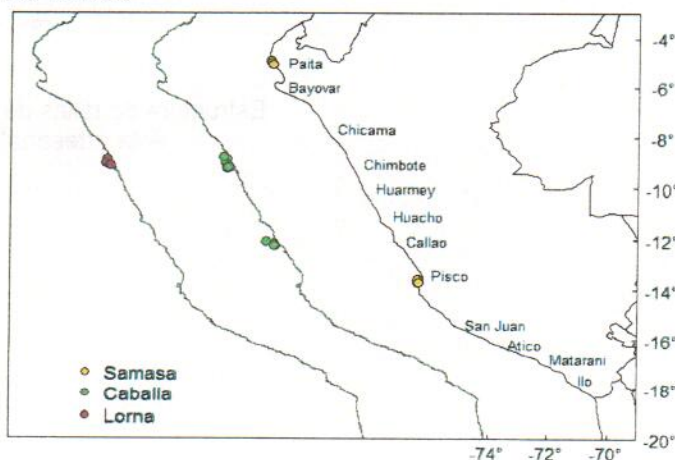 -4°
Paita
-6°
Bayovar
Chicama
-8°
Chimbote
-10°
Huarmey
Huacho
Callao
-12°
Pisco
-14°
San Juan
Atico
-16°
Matarani
Samasa
Ilo
-18°
Caballa
Lorna
-20°
-74°
-72°
-70°